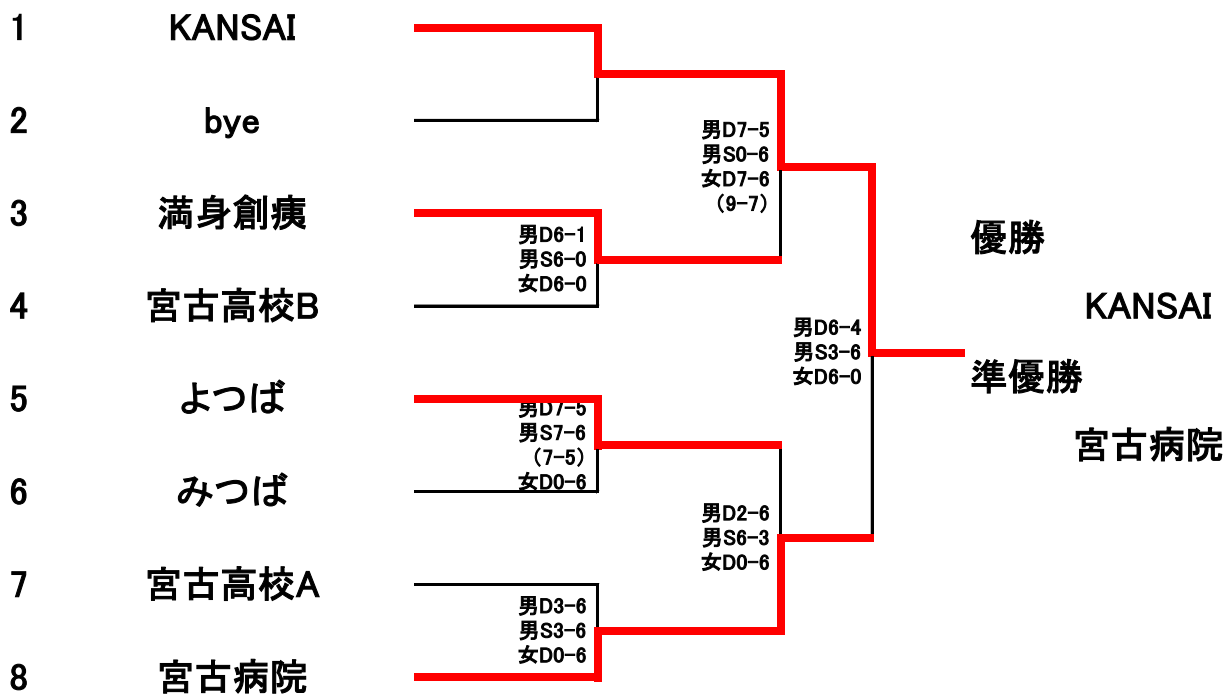 1 KANSAI
2 bye
3 満身創痍
4 宮古高校B
5 よつば
6 みつば
7 宮古高校A
8 宮古病院
男D6-1
男S6-0
女D6-0
男D7-5
男S7-6
(7-5)
女D0-6
男D3-6
男S3-6
女D0-6
男D7-5
男S0-6
女D7-6
(9-7)
男D2-6
男S6-3
女D0-6
男D6-4
男S3-6
女D6-0
優勝
KANSAI
準優勝
宮古病院